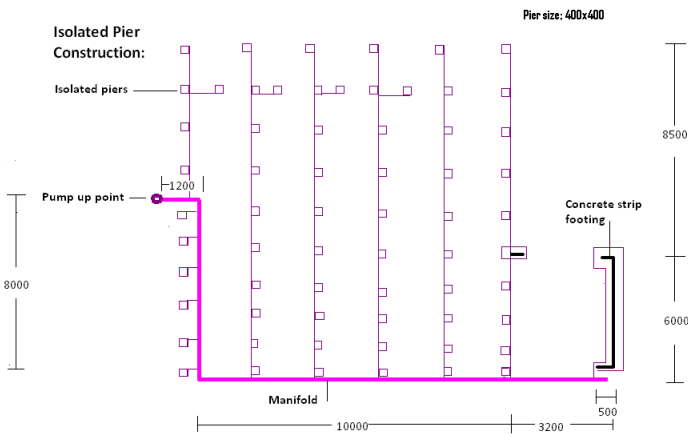 Pier size; 400x400
Isolated Pier
Construction:
Isolated piers
8500
1200
Pump up point
Concrete strip
footing
8000
6000
Manifold
500
10000
3200